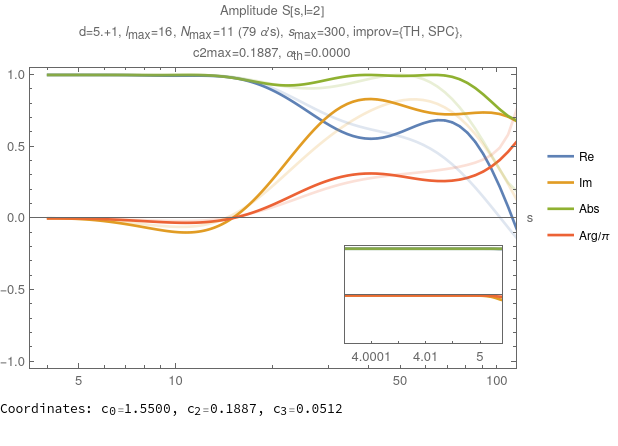 Amplitude S[s,l=2]
d=5.+1, lmax=16, Nmax=11 (79 α's), smax=300, improv={TH, SPC},
c2max=0.1887, αth=0.0000
1.0
0.5
0.0
-0.5
-1.0
s
4.0001 4.01 5
5 10 50 100
Re
Im
Abs
Arg/π
Coordinates: c0=1.5500, c2=0.1887, c3=0.0512